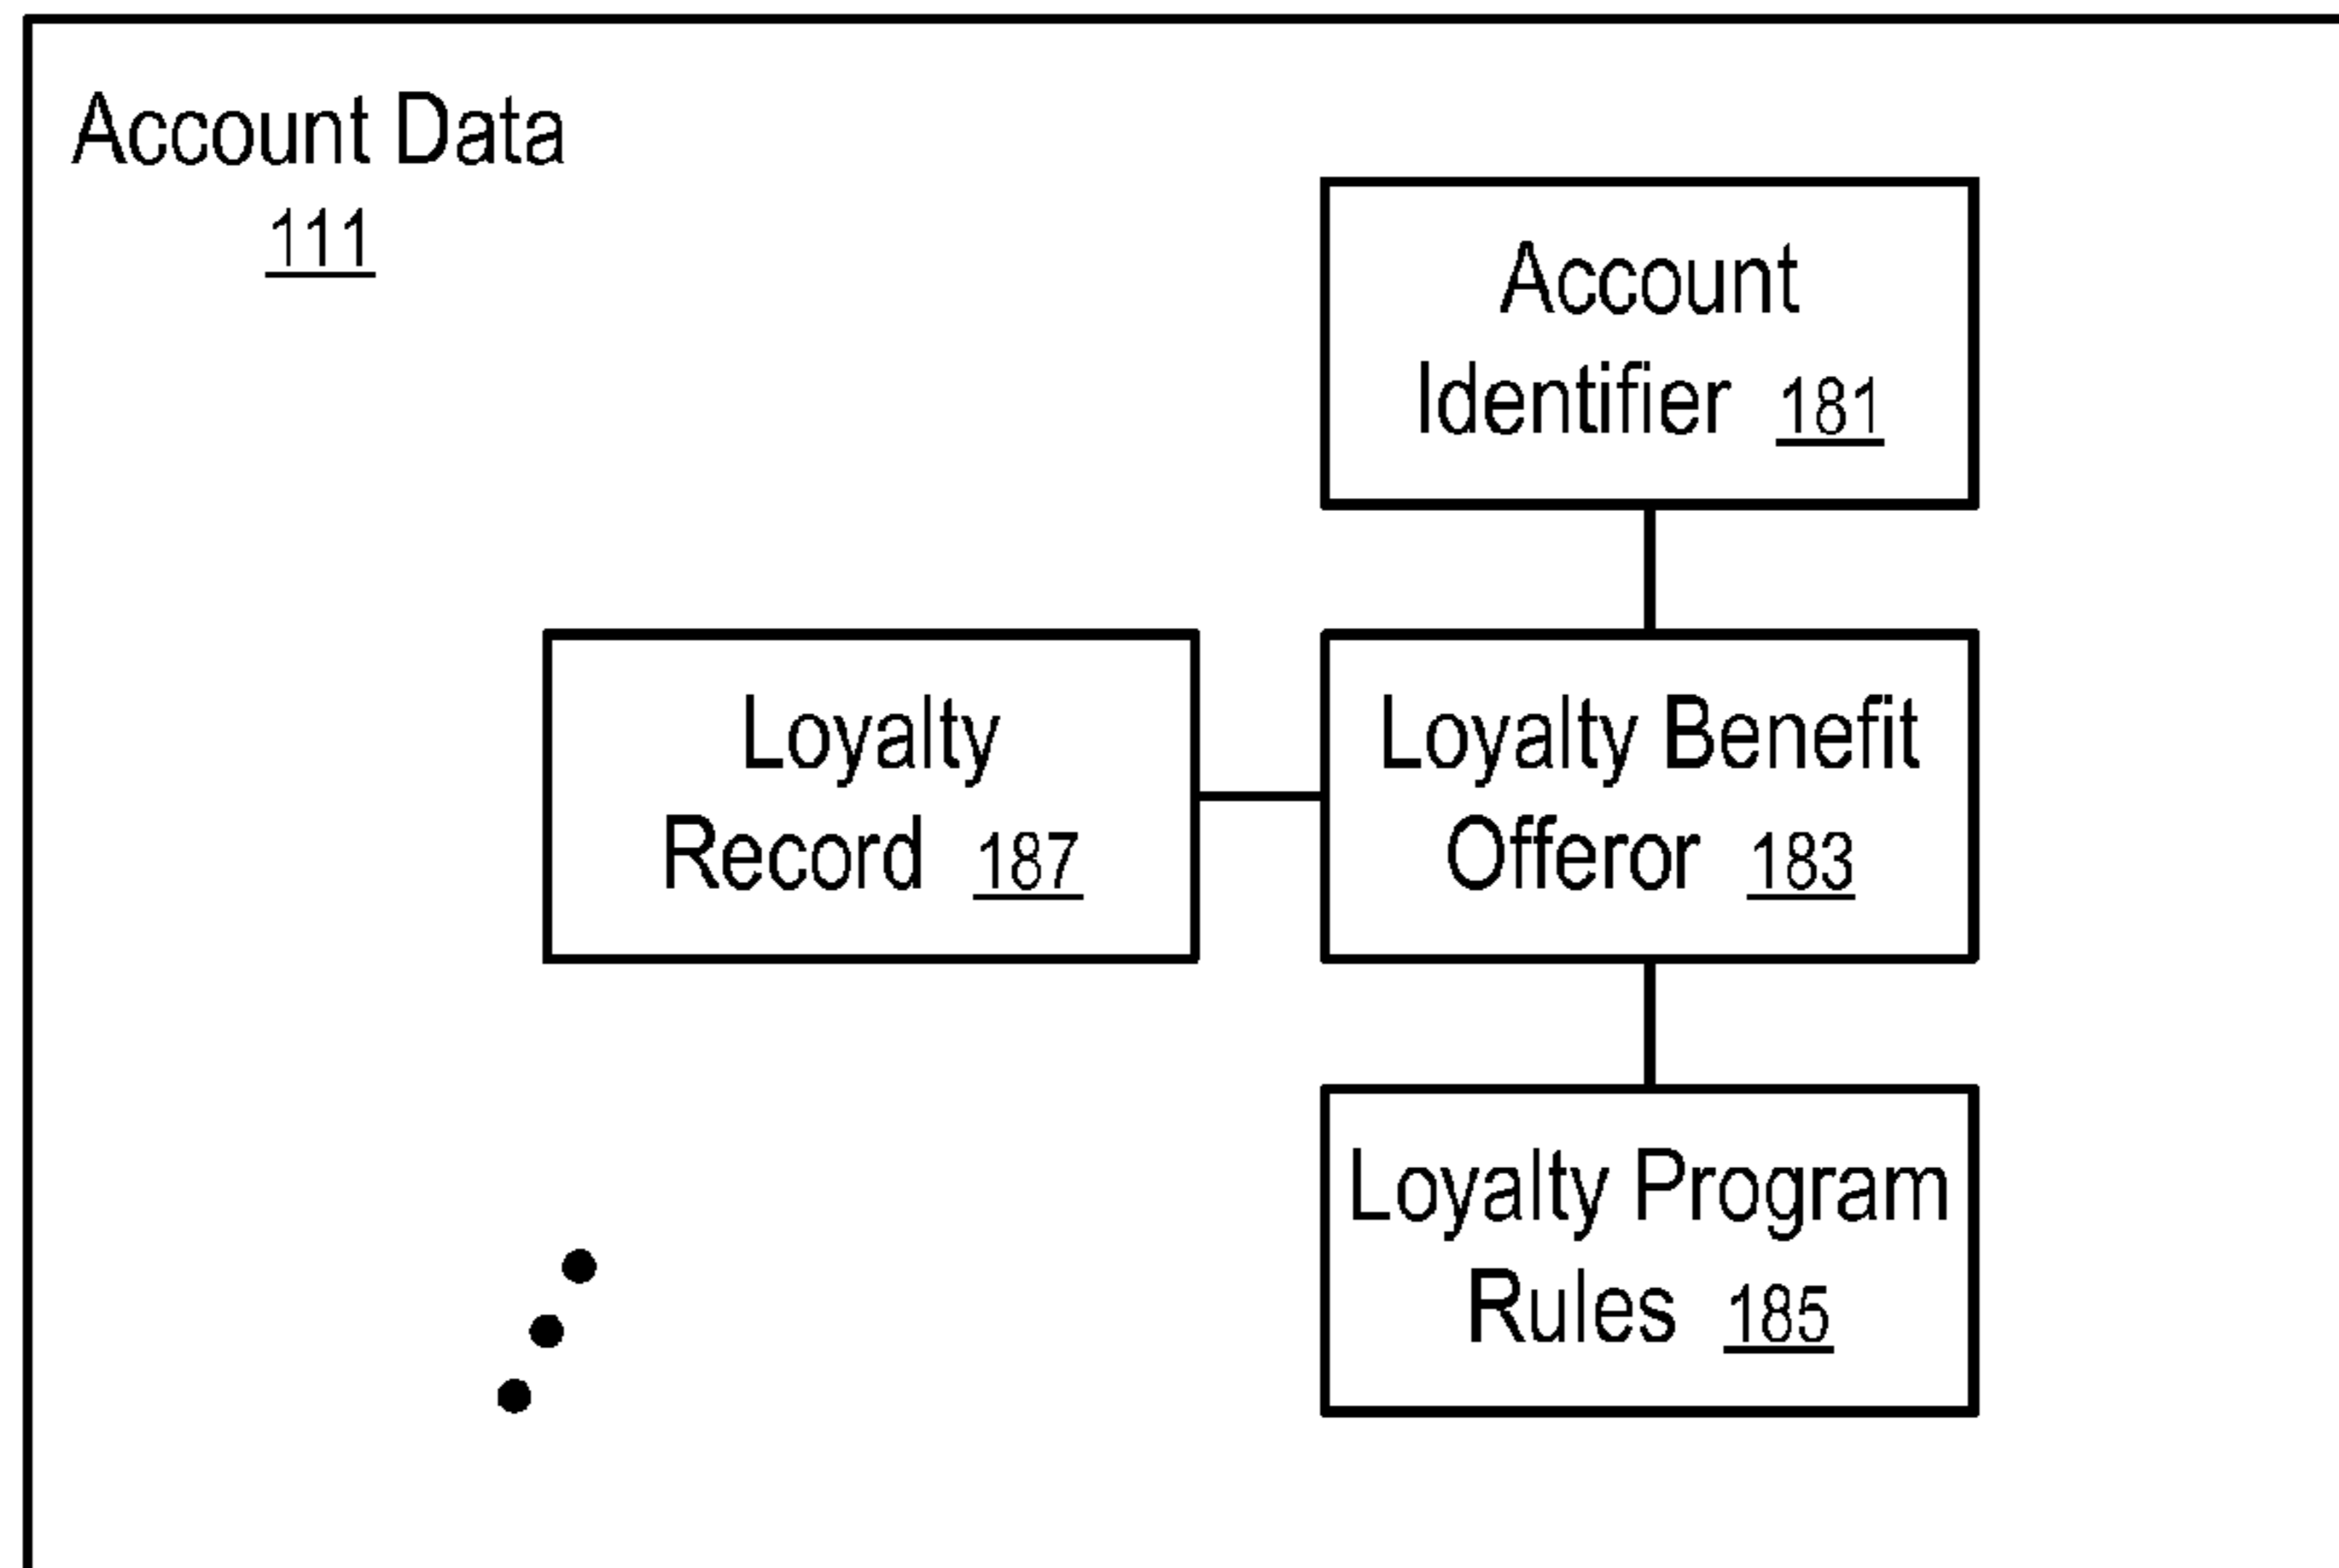 Account Data
111
Account
Identifier 181
Loyalty
Record 187
Loyalty Benefit
Offeror 183
Loyalty Program
Rules 185